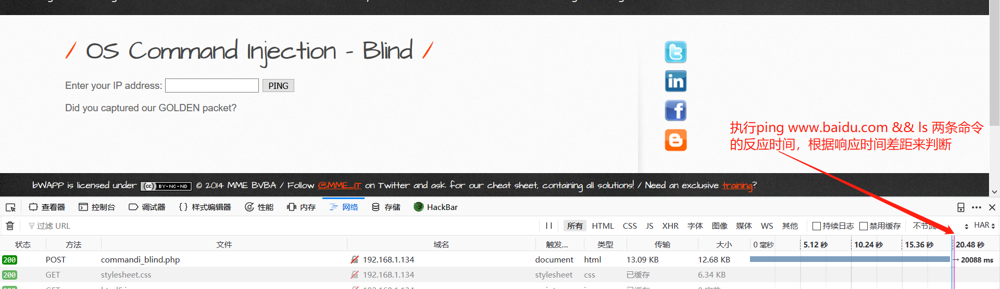 / OS Command Injection - Blind /
Enter your IP address: PING
Did you captured our GOLDEN packet?
执行ping www.baidu.com && ls 两条命令
的反应时间，根据响应时间差距来判断
bWAPP is licensed under (cc) BY-NC-ND © 2014 MME BVBA / Follow @MME_IT on Twitter and ask for our cheat sheet, containing all solutions! / Need an exclusive training?
查看器 控制台 调试器 {} 样式编辑器 性能 内存 网络 存储 HackBar
过滤 URL 所有 HTML CSS JS XHR 字体 图像 媒体 WS 其他 持续日志 禁用缓存 不节流 HAR
状态 方法 文件 域名 触发... 类型 传输 大小 0 毫秒 5.12 秒 10.24 秒 15.36 秒 20.48 秒
200 POST commandi_blind.php 192.168.1.134 document html 13.09 KB 12.68 KB → 20088 ms
200 GET stylesheet.css 192.168.1.134 stylesheet css 已缓存 6.34 KB